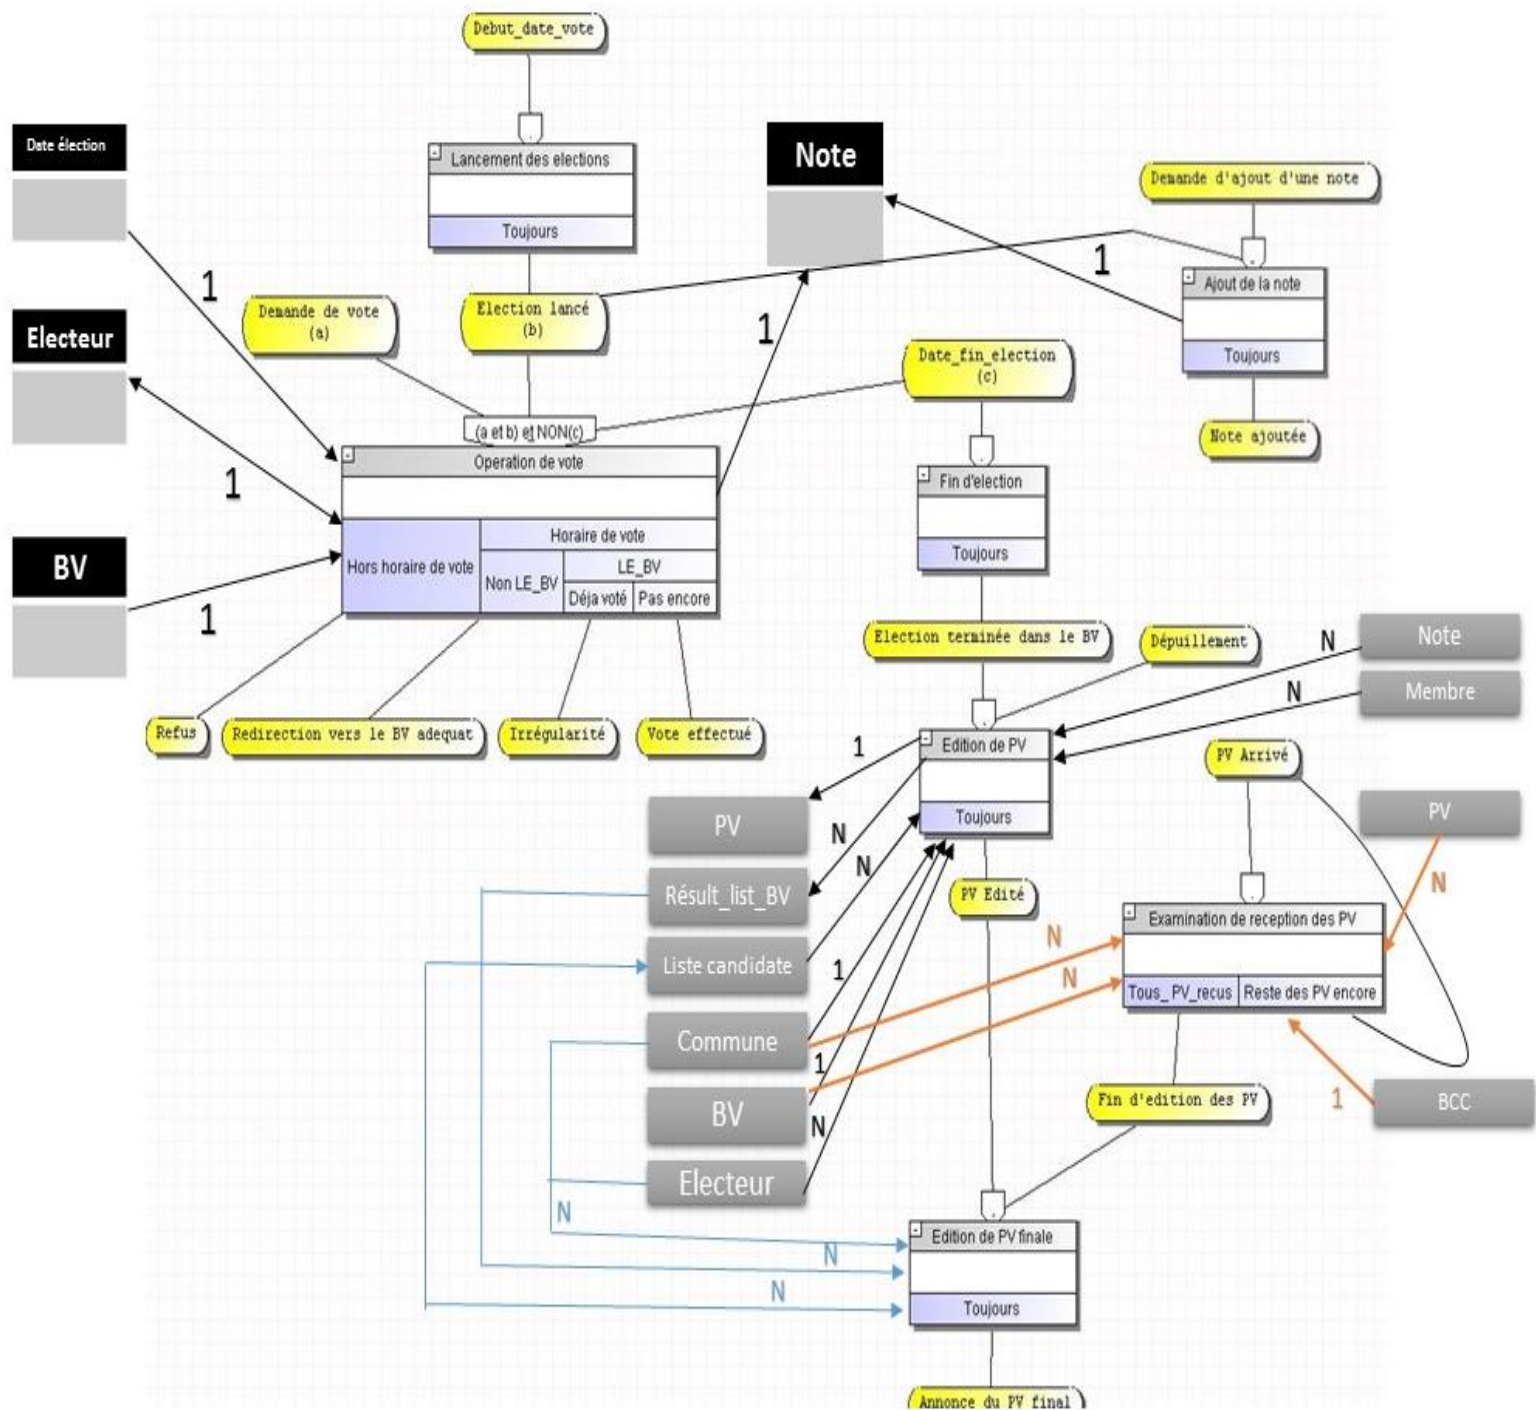 Debut_date_vote
Date élection
Lancement des elections
Toujours
Note
Demande d'ajout d'une note
1
1
1
Demande de vote
(a)
Election lancé
(b)
Ajout de la note
Toujours
Electeur
Date_fin_election
(c)
(a et b) et NON(c)
Note ajoutée
Operation de vote
1
Fin d'election
Toujours
Hors horaire de vote
Horaire de vote
Non LE_BV
LE_BV
Déja voté
Pas encore
BV
1
Election terminée dans le BV
Dépuillement
N
Note
N
Membre
Refus
Redirection vers le BV adequat
Irrégularité
Vote effectué
1
Edition de PV
Toujours
PV Arrivé
PV
PV
N
N
N
Résult_list_BV
PV Edité
Examination de reception des PV
Tous_ PV_recus
Reste des PV encore
N
N
Liste candidate
1
Commune
1
BV
N
Fin d'edition des PV
1
BCC
Electeur
N
N
N
Edition de PV finale
Toujours
Annonce du PV final